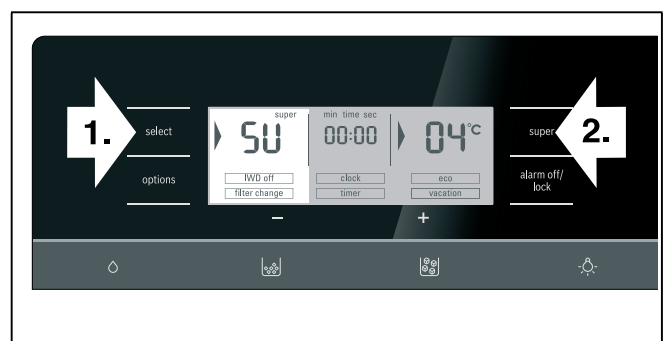 1.
select
options
super
SU
IWD off
filter change
min time sec
00:00
clock
timer
04°C
eco
vacation
super
2.
alarm off/
lock
−
+